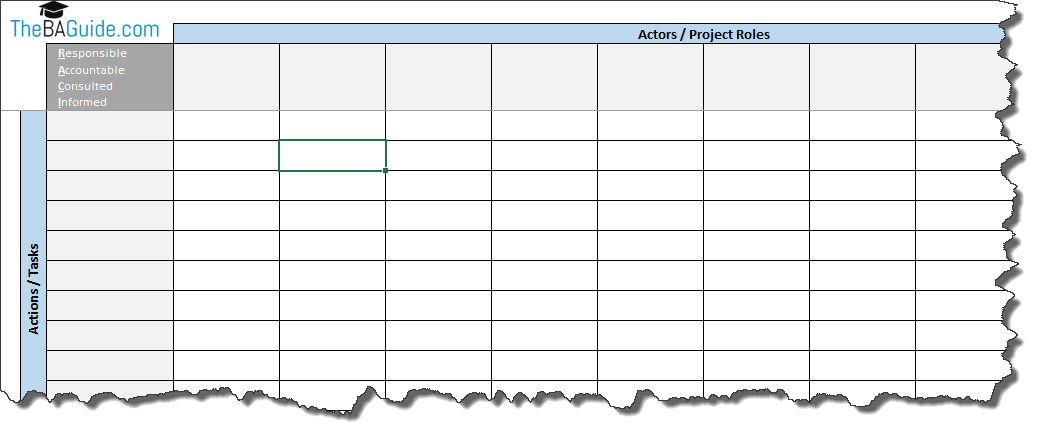 TheBAGuide.com
Actors / Project Roles
Responsible
Accountable
Consulted
Informed
Actions / Tasks